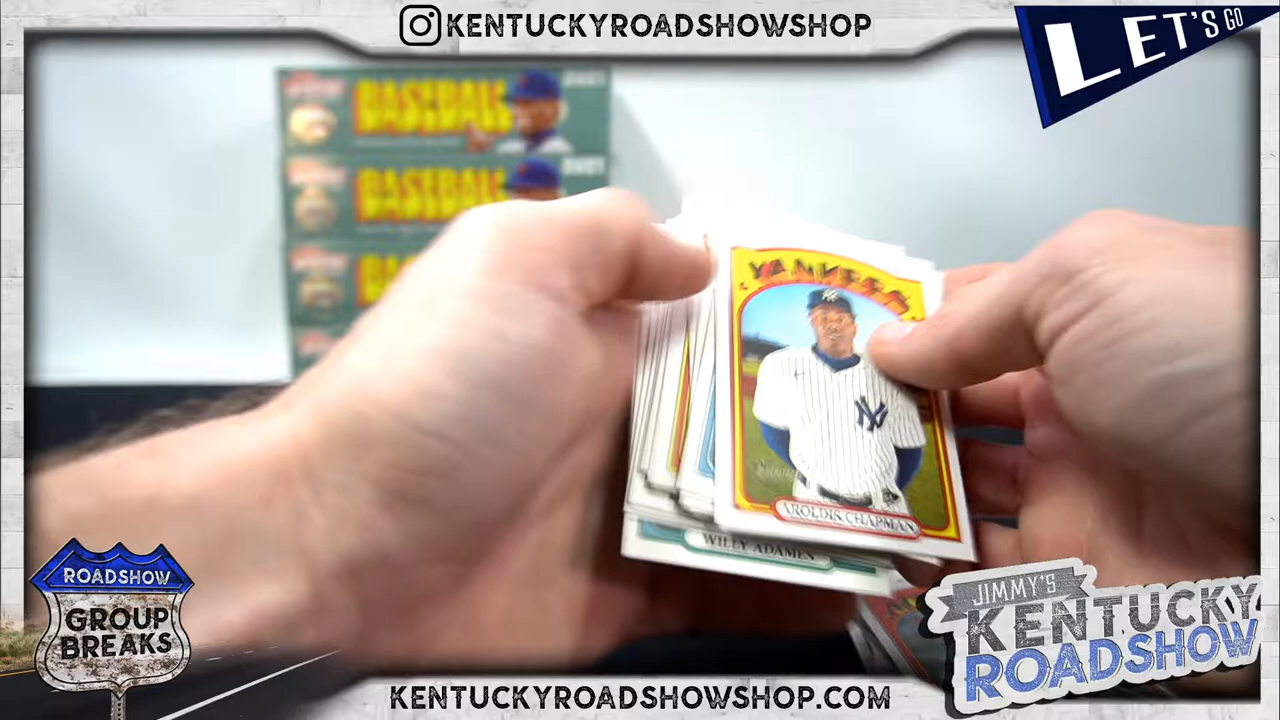 KENTUCKYROADSHOWSHOP
LET'S GO
BASEBALL
BASEBALL
YANKEES
AROLDIS CHAPMAN
WILLY ADAMES
ROADSHOW
GROUP
BREAKS
JIMMY'S
KENTUCKY
ROADSHOW
KENTUCKYROADSHOWSHOP.COM